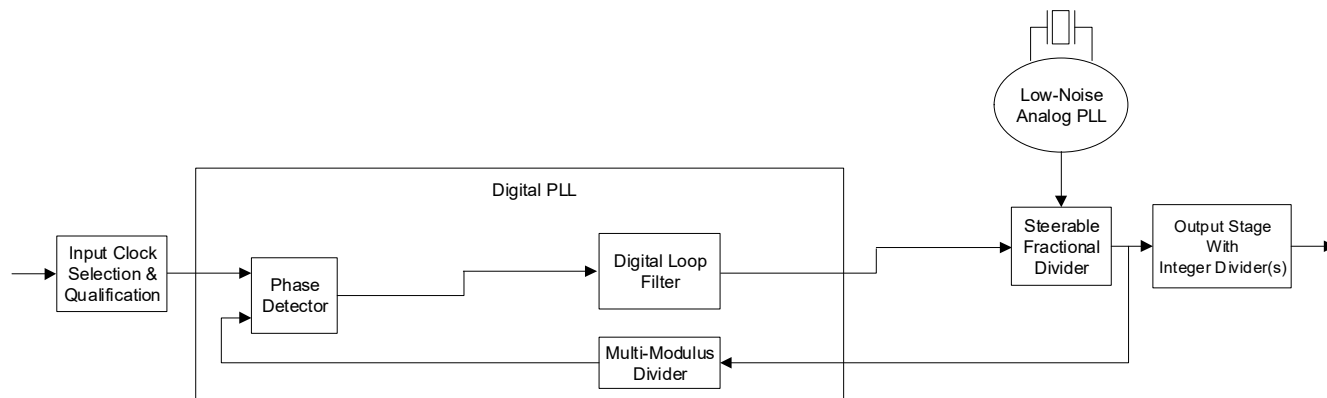 Low-Noise
Analog PLL
Digital PLL
Input Clock
Selection &
Qualification
Phase
Detector
Digital Loop
Filter
Multi-Modulus
Divider
Steerable
Fractional
Divider
Output Stage
With
Integer Divider(s)